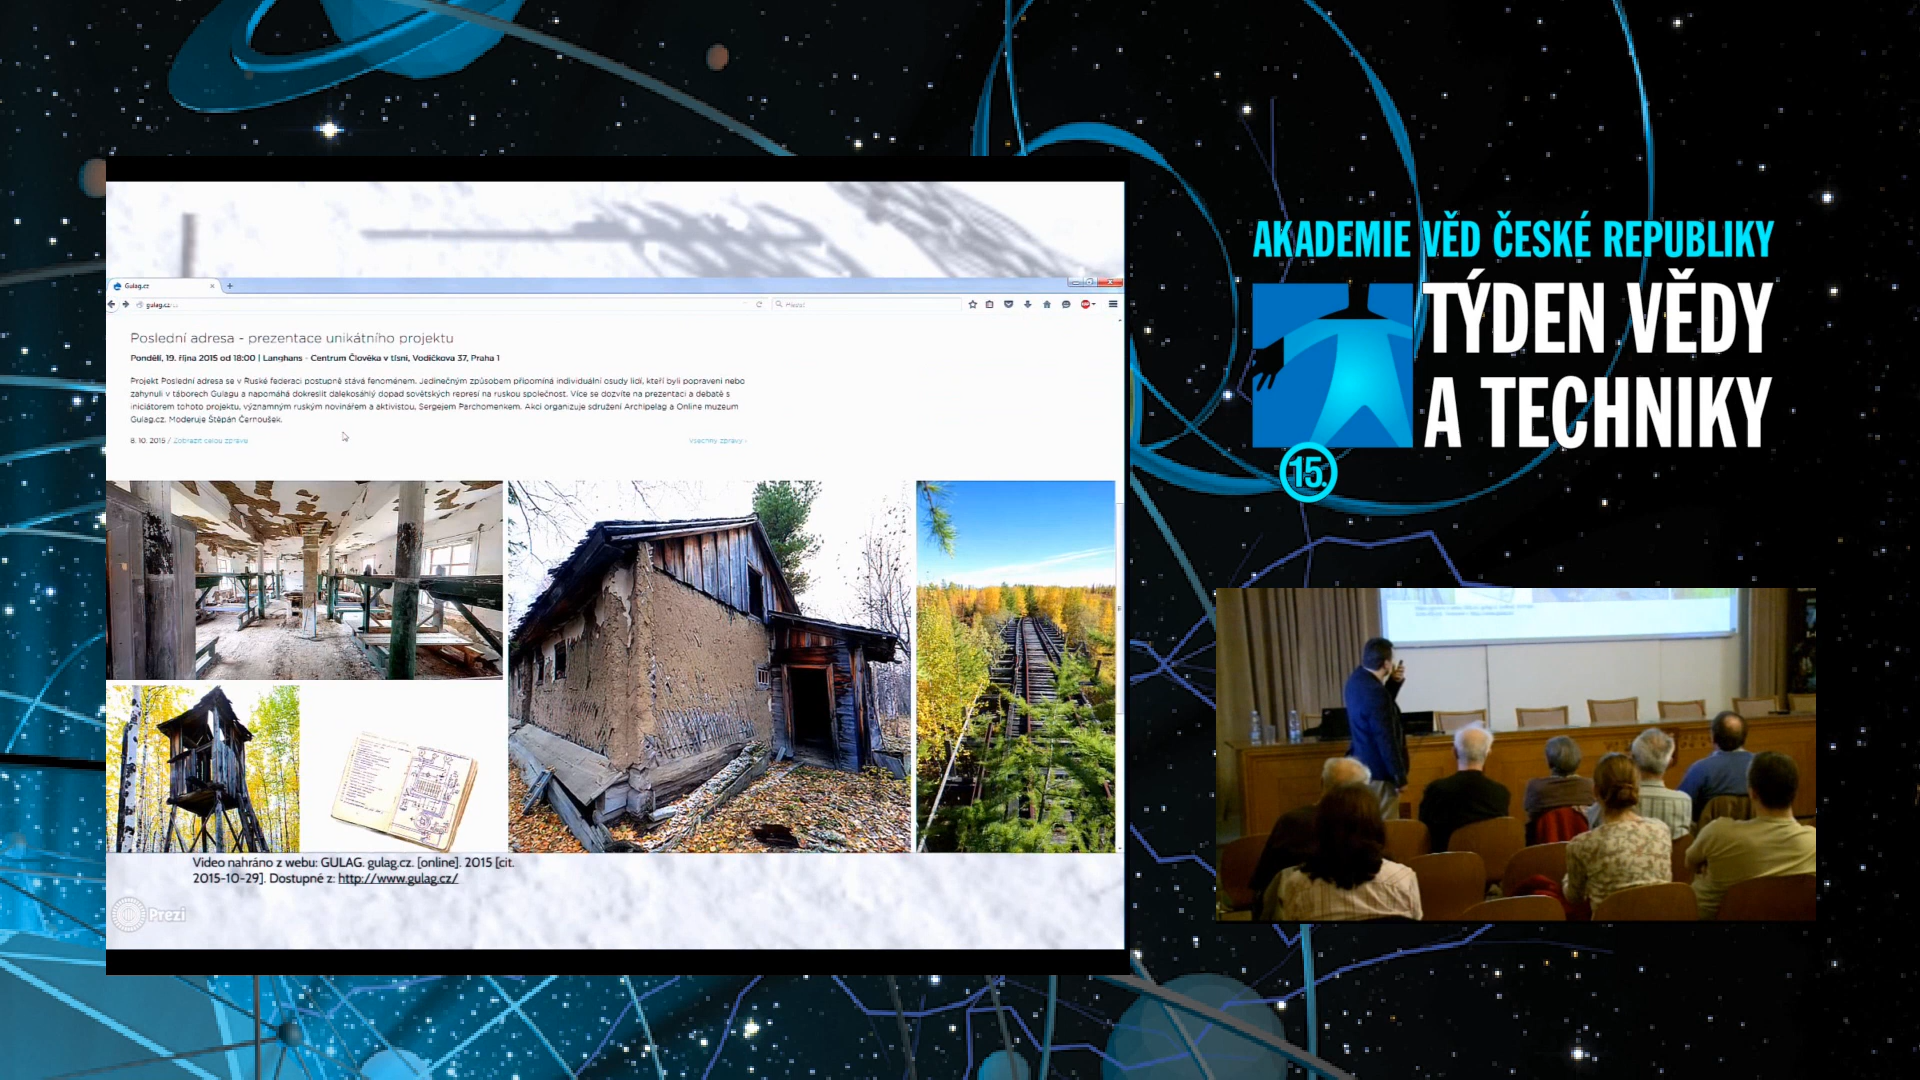 AKADEMIE VĚD ČESKÉ REPUBLIKY
TÝDEN VĚDY
A TECHNIKY
15.
Gulag.cz
gulag.cz/cs
Hledat
Poslední adresa - prezentace unikátního projektu
Pondělí, 19. října 2015 od 18:00 | Langhans - Centrum Člověka v tísni, Vodičkova 37, Praha 1
Projekt Poslední adresa se v Ruské federaci postupně stává fenoménem. Jedinečným způsobem připomíná individuální osudy lidí, kteří byli popraveni nebo
zahynuli v táborech Gulagu a napomáhá dokreslit dalekosáhlý dopad sovětských represí na ruskou společnost. Více se dozvíte na prezentaci a debatě s
iniciátorem tohoto projektu, významným ruským novinářem a aktivistou, Sergejem Parchomenkem. Akci organizuje sdružení Archipelag a Online muzeum
Gulag.cz. Moderuje Štěpán Černoušek.
8. 10. 2015 / Zobrazit celou zprávu
Všechny zprávy ›
Video nahráno z webu: GULAG. gulag.cz. [online]. 2015 [cit.
2015-10-29]. Dostupné z: http://www.gulag.cz/
Prezi